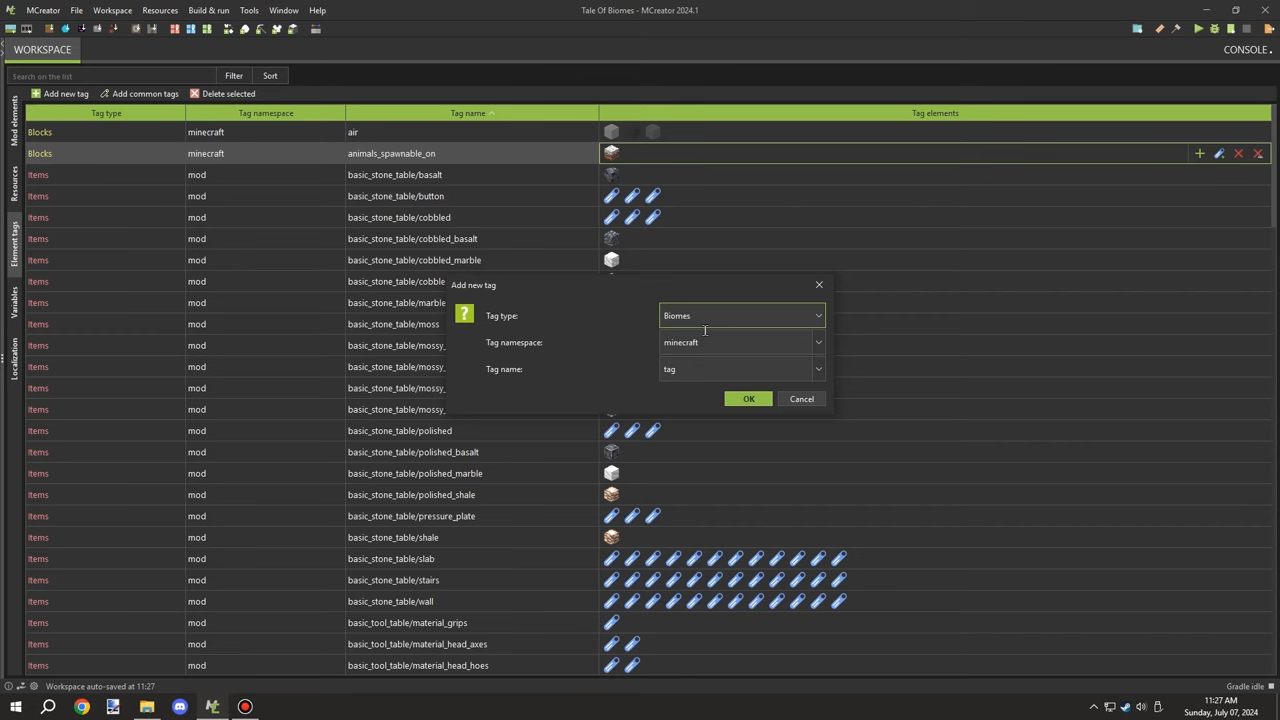 MCreator File Edit Workspace Resources Build & run Tools Window Help Tale Of Biomes - MCreator 2024.1
WORKSPACE CONSOLE
Search on the list Filter Sort
Add new tag Add common tags Delete selected
Tag type Tag namespace Tag name Tag elements
Blocks minecraft air
Blocks minecraft animals_spawnable_on
Items mod basic_stone_table/basalt
Items mod basic_stone_table/button
Items mod basic_stone_table/cobbled
Items mod basic_stone_table/cobbled_basalt
Items mod basic_stone_table/cobbled_marble
Items mod basic_stone_table/cobble
Items mod basic_stone_table/marble
Items mod basic_stone_table/moss
Items mod basic_stone_table/mossy_
Items mod basic_stone_table/mossy_
Items mod basic_stone_table/mossy_
Items mod basic_stone_table/mossy_
Items mod basic_stone_table/polished
Items mod basic_stone_table/polished_basalt
Items mod basic_stone_table/polished_marble
Items mod basic_stone_table/polished_shale
Items mod basic_stone_table/pressure_plate
Items mod basic_stone_table/shale
Items mod basic_stone_table/slab
Items mod basic_stone_table/stairs
Items mod basic_stone_table/wall
Items mod basic_tool_table/material_grips
Items mod basic_tool_table/material_head_axes
Items mod basic_tool_table/material_head_hoes
Mod elements
Resources
Element tags
Variables
Localization
Add new tag
?
Tag type: Biomes
Tag namespace: minecraft
Tag name: tag
OK Cancel
Workspace auto-saved at 11:27 Gradle idle
11:27 AM
Sunday, July 07, 2024